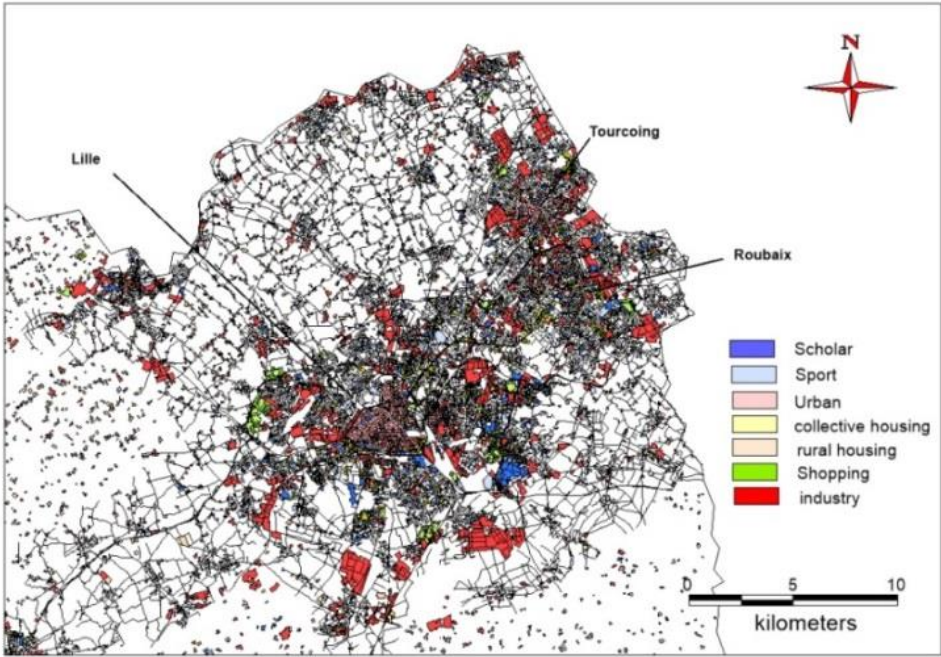 N
Tourcoing
Lille
Roubaix
Scholar
Sport
Urban
collective housing
rural housing
Shopping
industry
0 5 10
kilometers